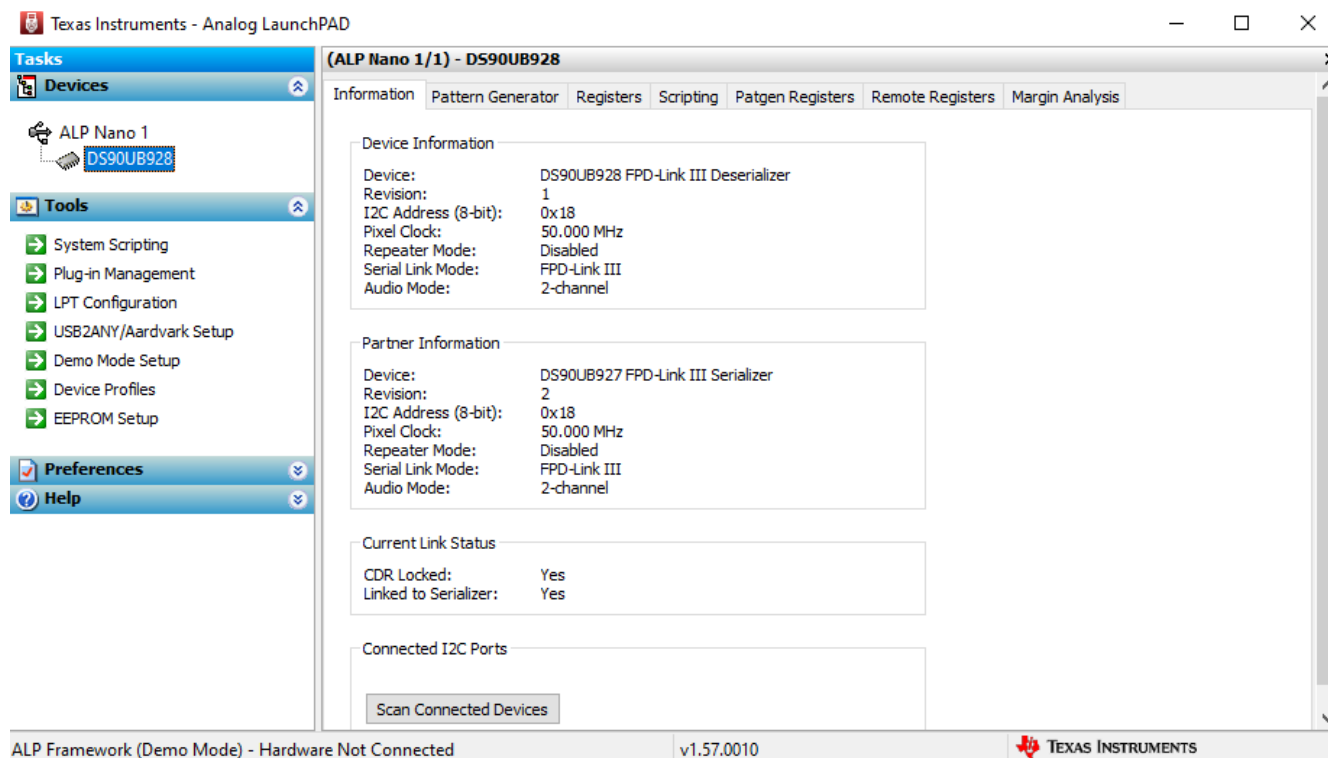 Texas Instruments - Analog LaunchPAD
Tasks
Devices
ALP Nano 1
DS90UB928
Tools
System Scripting
Plug-in Management
LPT Configuration
USB2ANY/Aardvark Setup
Demo Mode Setup
Device Profiles
EEPROM Setup
Preferences
Help
(ALP Nano 1/1) - DS90UB928
Information Pattern Generator Registers Scripting Patgen Registers Remote Registers Margin Analysis
Device Information
Device: DS90UB928 FPD-Link III Deserializer
Revision: 1
I2C Address (8-bit): 0x18
Pixel Clock: 50.000 MHz
Repeater Mode: Disabled
Serial Link Mode: FPD-Link III
Audio Mode: 2-channel
Partner Information
Device: DS90UB927 FPD-Link III Serializer
Revision: 2
I2C Address (8-bit): 0x18
Pixel Clock: 50.000 MHz
Repeater Mode: Disabled
Serial Link Mode: FPD-Link III
Audio Mode: 2-channel
Current Link Status
CDR Locked: Yes
Linked to Serializer: Yes
Connected I2C Ports
Scan Connected Devices
ALP Framework (Demo Mode) - Hardware Not Connected v1.57.0010 TEXAS INSTRUMENTS